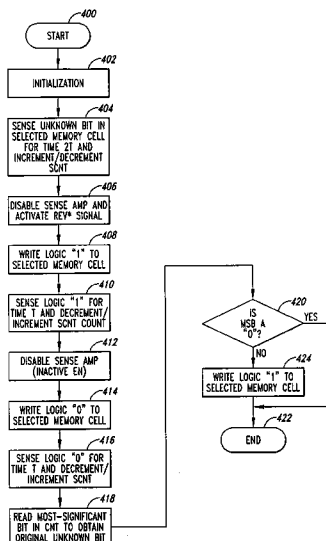 400
START
402
INITIALIZATION
404
SENSE UNKNOWN BIT IN
SELECTED MEMORY CELL
FOR TIME 2T AND
INCREMENT/DECREMENT
SCNT
406
DISABLE SENSE AMP AND
ACTIVATE REV* SIGNAL
408
WRITE LOGIC "1" TO
SELECTED MEMORY CELL
410
SENSE LOGIC "1" FOR
TIME T AND DECREMENT/
INCREMENT SCNT COUNT
412
DISABLE SENSE AMP
(INACTIVE EN)
414
WRITE LOGIC "0" TO
SELECTED MEMORY CELL
416
SENSE LOGIC "0" FOR
TIME T AND DECREMENT/
INCREMENT SCNT
418
READ MOST-SIGNIFICANT
BIT IN CNT TO OBTAIN
ORIGINAL UNKNOWN BIT
420
IS
MSB A
"0"?
YES
NO
424
WRITE LOGIC "1" TO
SELECTED MEMORY CELL
422
END